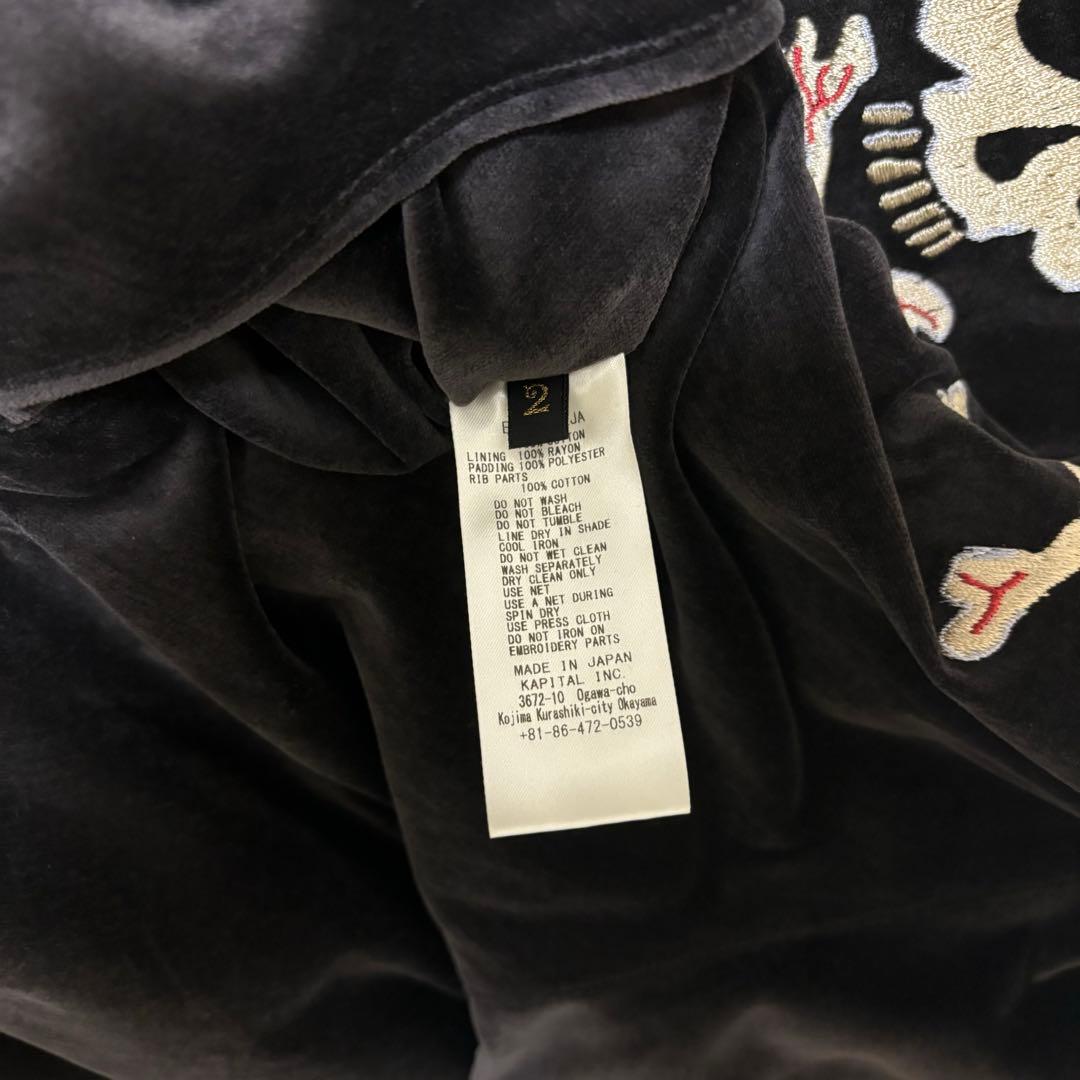 2
JA
LINING 100% RAYON
PADDING 100% POLYESTER
RIB PARTS
100% COTTON
DO NOT WASH
DO NOT BLEACH
DO NOT TUMBLE
LINE DRY IN SHADE
COOL IRON
DO NOT WET CLEAN
WASH SEPARATELY
DRY CLEAN ONLY
USE NET
USE A NET DURING
SPIN DRY
USE PRESS CLOTH
DO NOT IRON ON
EMBROIDERY PARTS
MADE IN JAPAN
KAPITAL INC.
3672-10 Ogawa-cho
Kojima Kurashiki-city Okayama
+81-86-472-0539